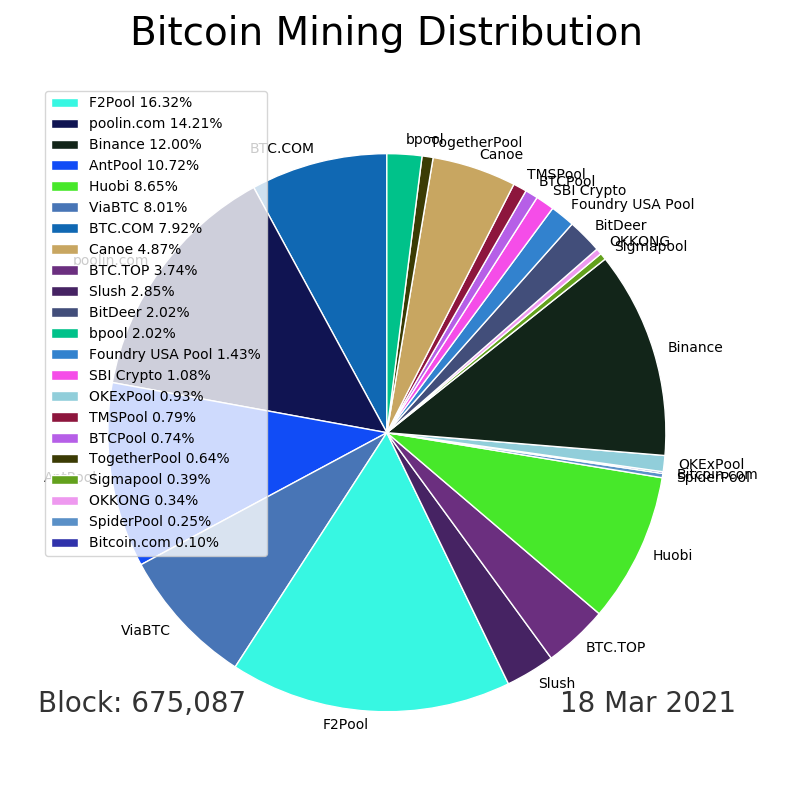 Bitcoin Mining Distribution
F2Pool 16.32%
poolin.com 14.21%
Binance 12.00%
AntPool 10.72%
Huobi 8.65%
ViaBTC 8.01%
BTC.COM 7.92%
Canoe 4.87%
BTC.TOP 3.74%
Slush 2.85%
BitDeer 2.02%
bpool 2.02%
Foundry USA Pool 1.43%
SBI Crypto 1.08%
OKExPool 0.93%
TMSPool 0.79%
BTCPool 0.74%
TogetherPool 0.64%
Sigmapool 0.39%
OKKONG 0.34%
SpiderPool 0.25%
Bitcoin.com 0.10%
bpool
TogetherPool
Canoe
TMSPool
BTCPool
SBI Crypto
Foundry USA Pool
BitDeer
OKKONG
Sigmapool
Binance
OKExPool
Bitcoin.com
SpiderPool
Huobi
BTC.TOP
Slush
F2Pool
ViaBTC
AntPool
poolin.com
BTC.COM
Block: 675,087
18 Mar 2021